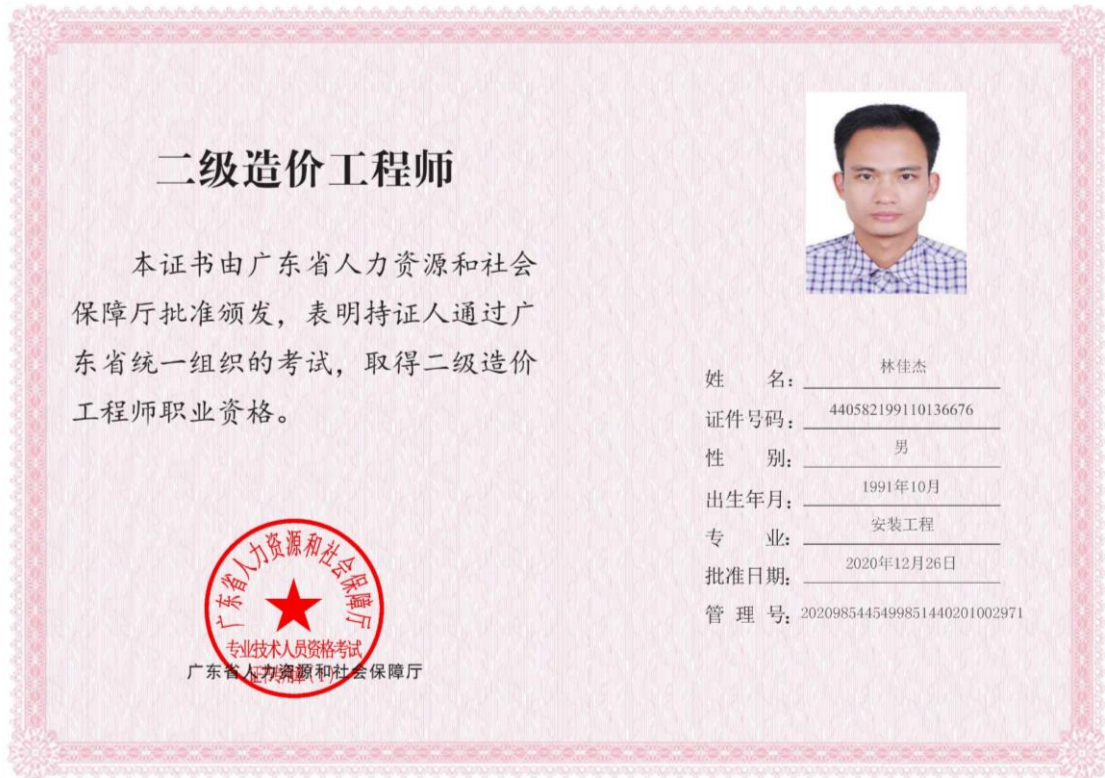 二级造价工程师
本证书由广东省人力资源和社会
保障厅批准颁发，表明持证人通过广
东省统一组织的考试，取得二级造价
工程师职业资格。
广东省人力资源和社会保障厅
专业技术人员资格考试
广东省人力资源和社会保障厅
姓 名：林佳杰
证件号码：440582199110136676
性 别：男
出生年月：1991年10月
专 业：安装工程
批准日期：2020年12月26日
管 理 号：2020985445499851440201002971